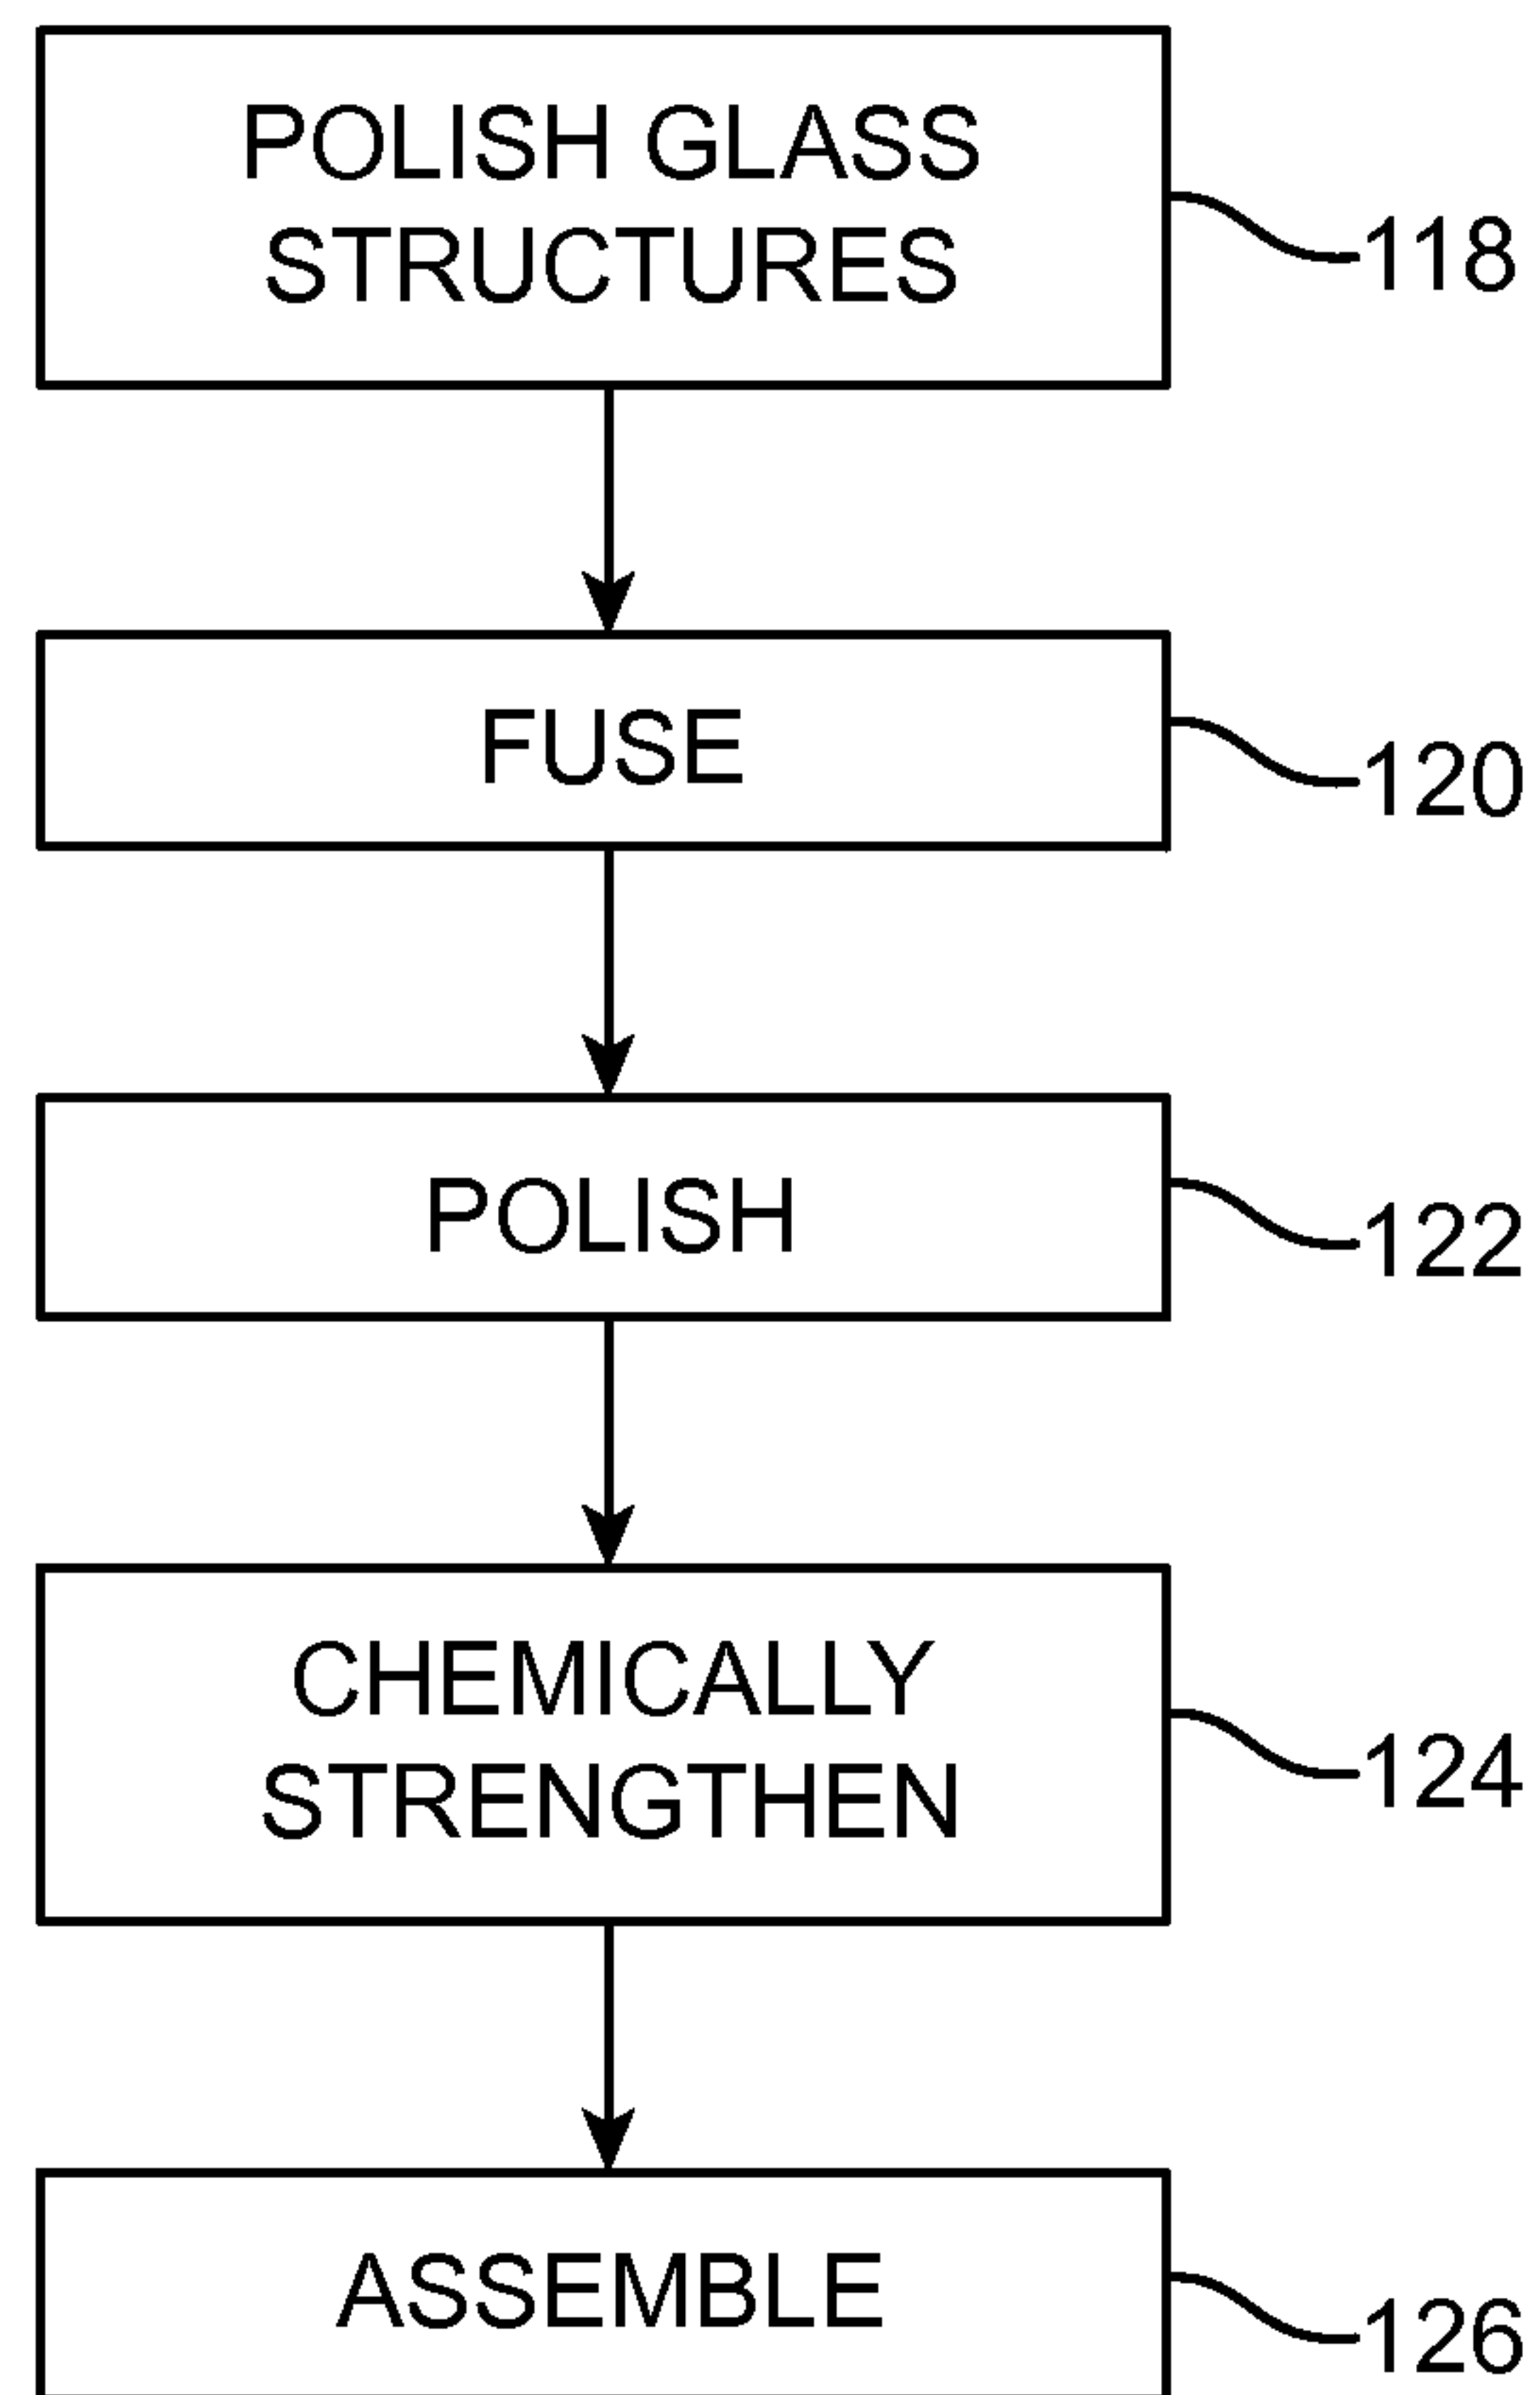 POLISH GLASS
STRUCTURES
118
FUSE
120
POLISH
122
CHEMICALLY
STRENGTHEN
124
ASSEMBLE
126